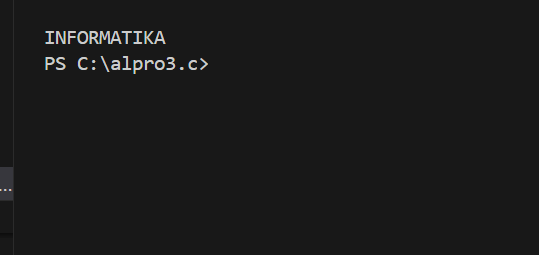 INFORMATIKA
PS C:\alpro3.c>
...